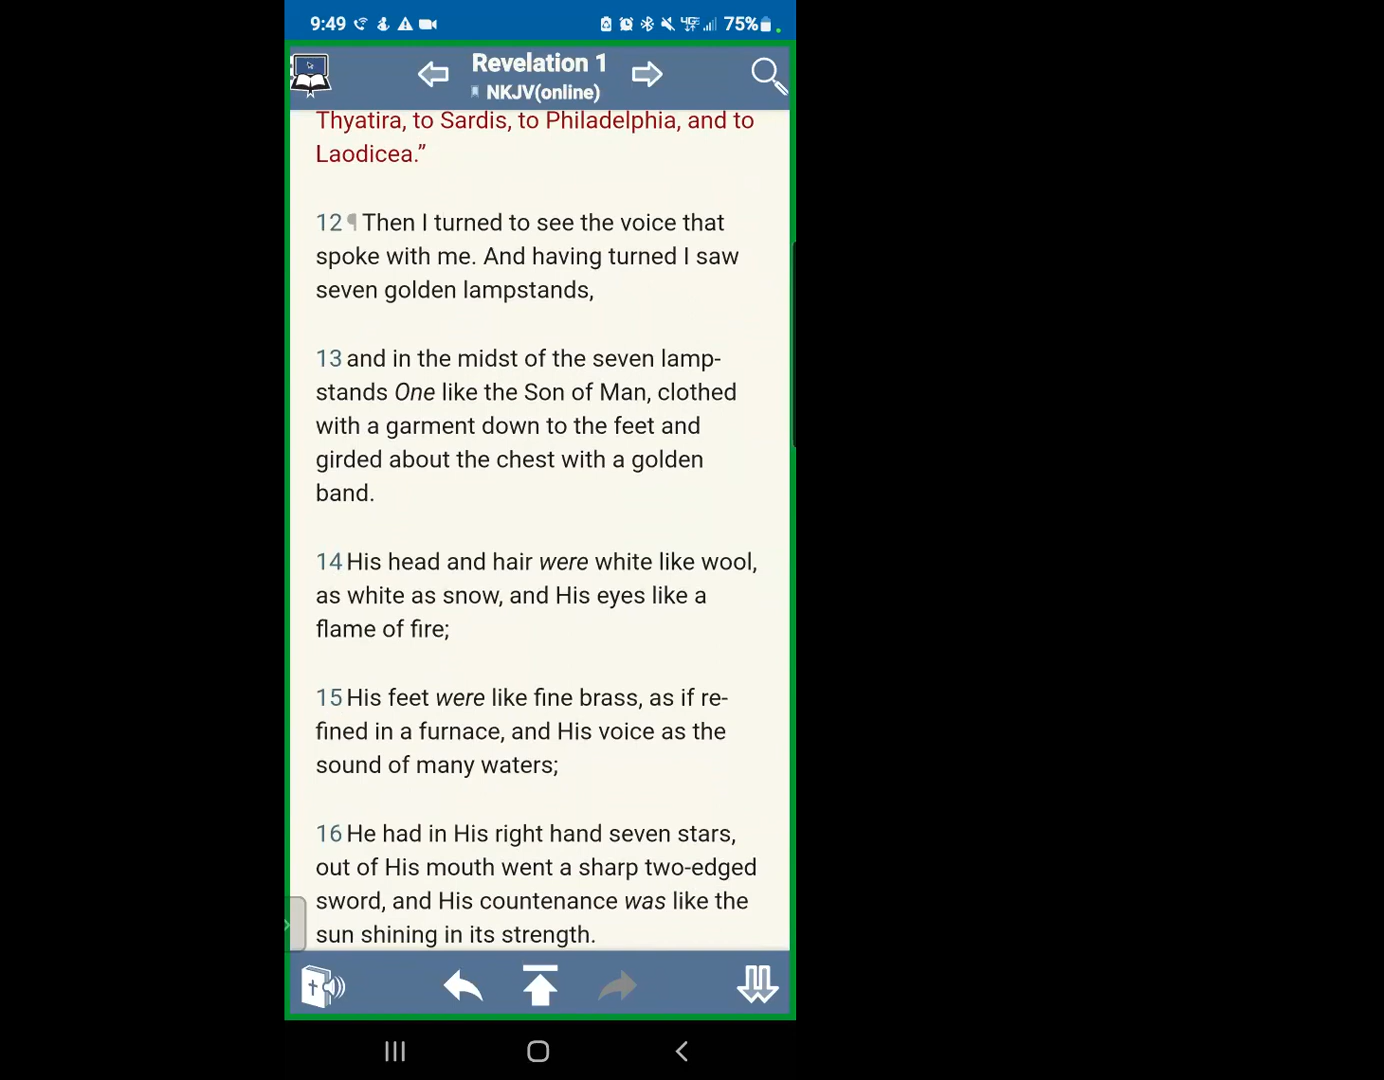 9:49
75%
Revelation 1
NKJV(online)
Thyatira, to Sardis, to Philadelphia, and to
Laodicea.”
12 ¶ Then I turned to see the voice that
spoke with me. And having turned I saw
seven golden lampstands,
13 and in the midst of the seven lamp-
stands One like the Son of Man, clothed
with a garment down to the feet and
girded about the chest with a golden
band.
14 His head and hair were white like wool,
as white as snow, and His eyes like a
flame of fire;
15 His feet were like fine brass, as if re-
fined in a furnace, and His voice as the
sound of many waters;
16 He had in His right hand seven stars,
out of His mouth went a sharp two-edged
sword, and His countenance was like the
sun shining in its strength.